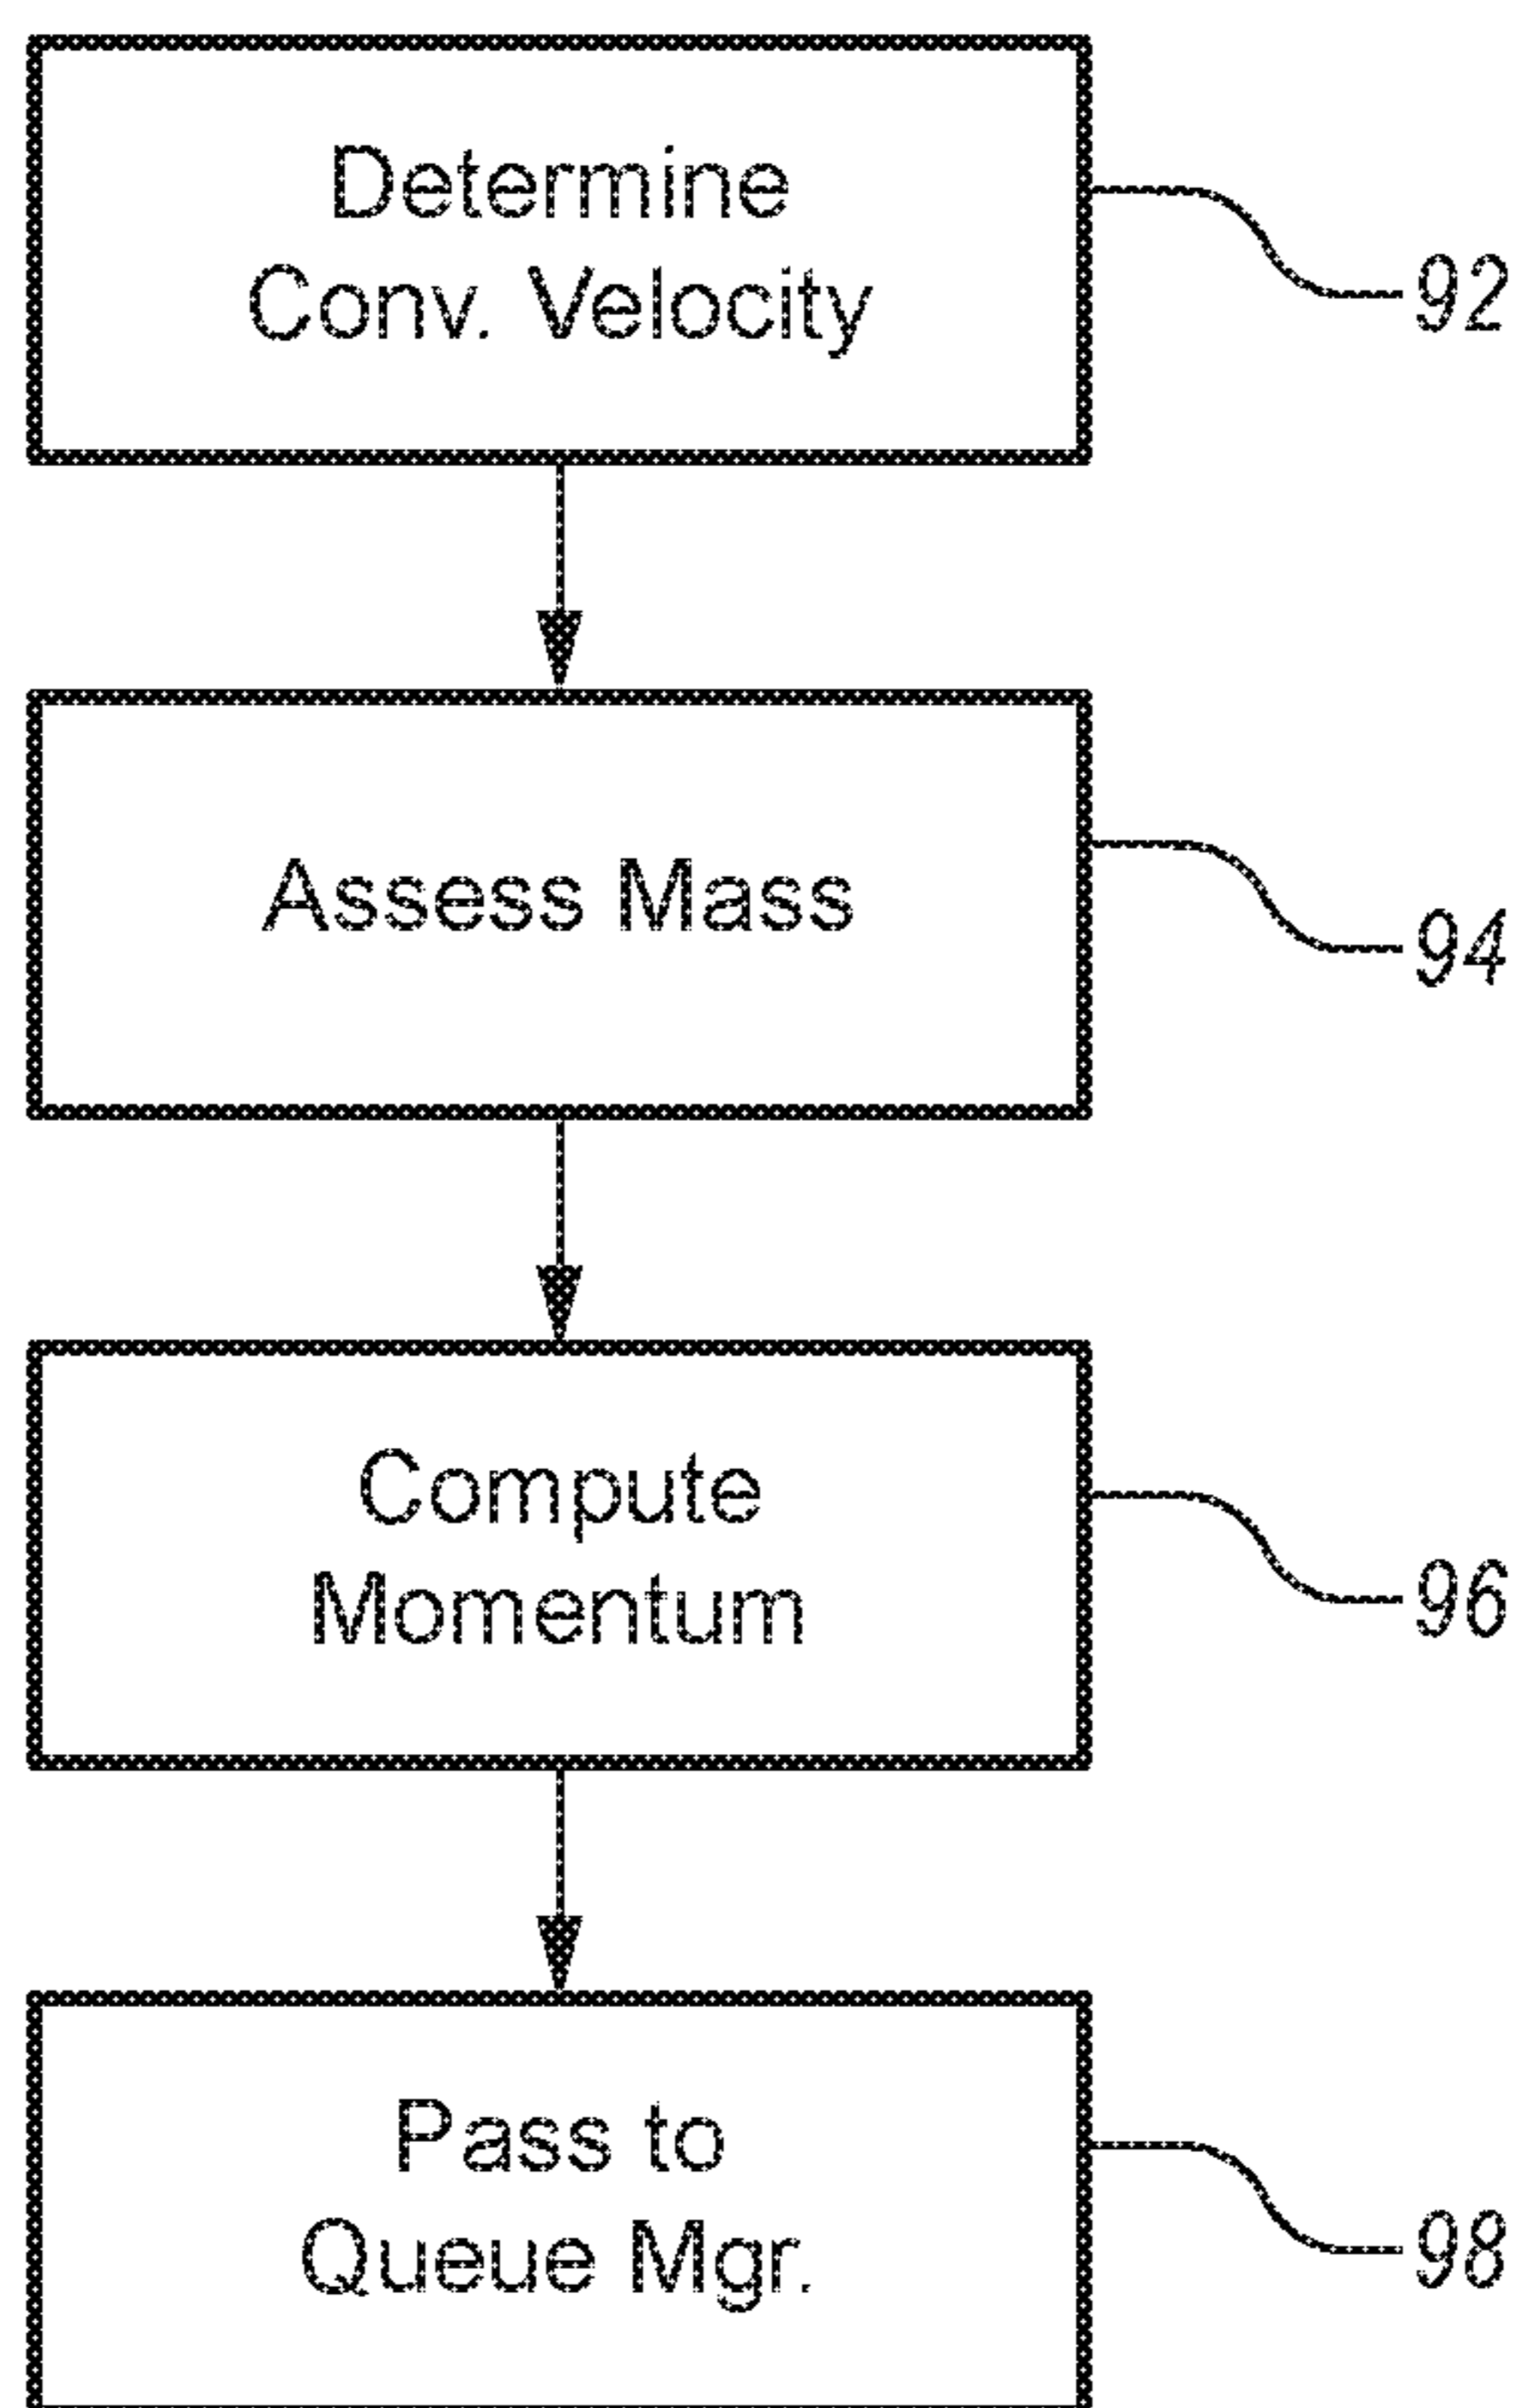 Determine
Conv. Velocity
92
Assess Mass
94
Compute
Momentum
96
Pass to
Queue Mgr.
98